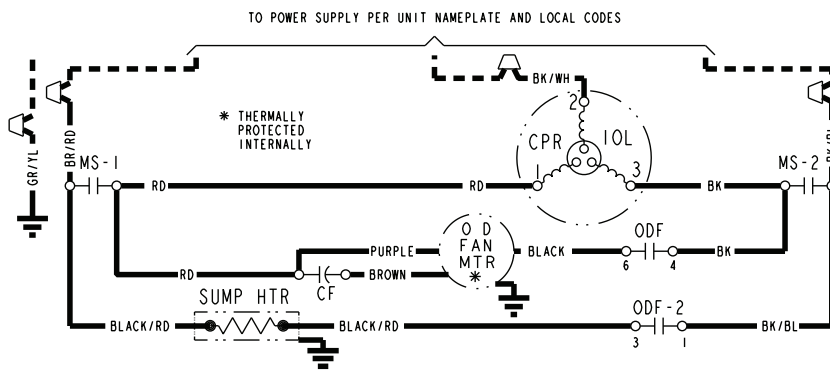 TO POWER SUPPLY PER UNIT NAMEPLATE AND LOCAL CODES
BK/WH
* THERMALLY
PROTECTED
INTERNALLY
2
CPR
IOL
1
3
GR/YL
BR/RD
MS-1
MS-2
RD
RD
BK
O D
FAN
MTR
*
PURPLE
BLACK
ODF
6
4
BK
RD
CF
BROWN
SUMP HTR
ODF-2
BLACK/RD
BLACK/RD
3
1
BK/BL